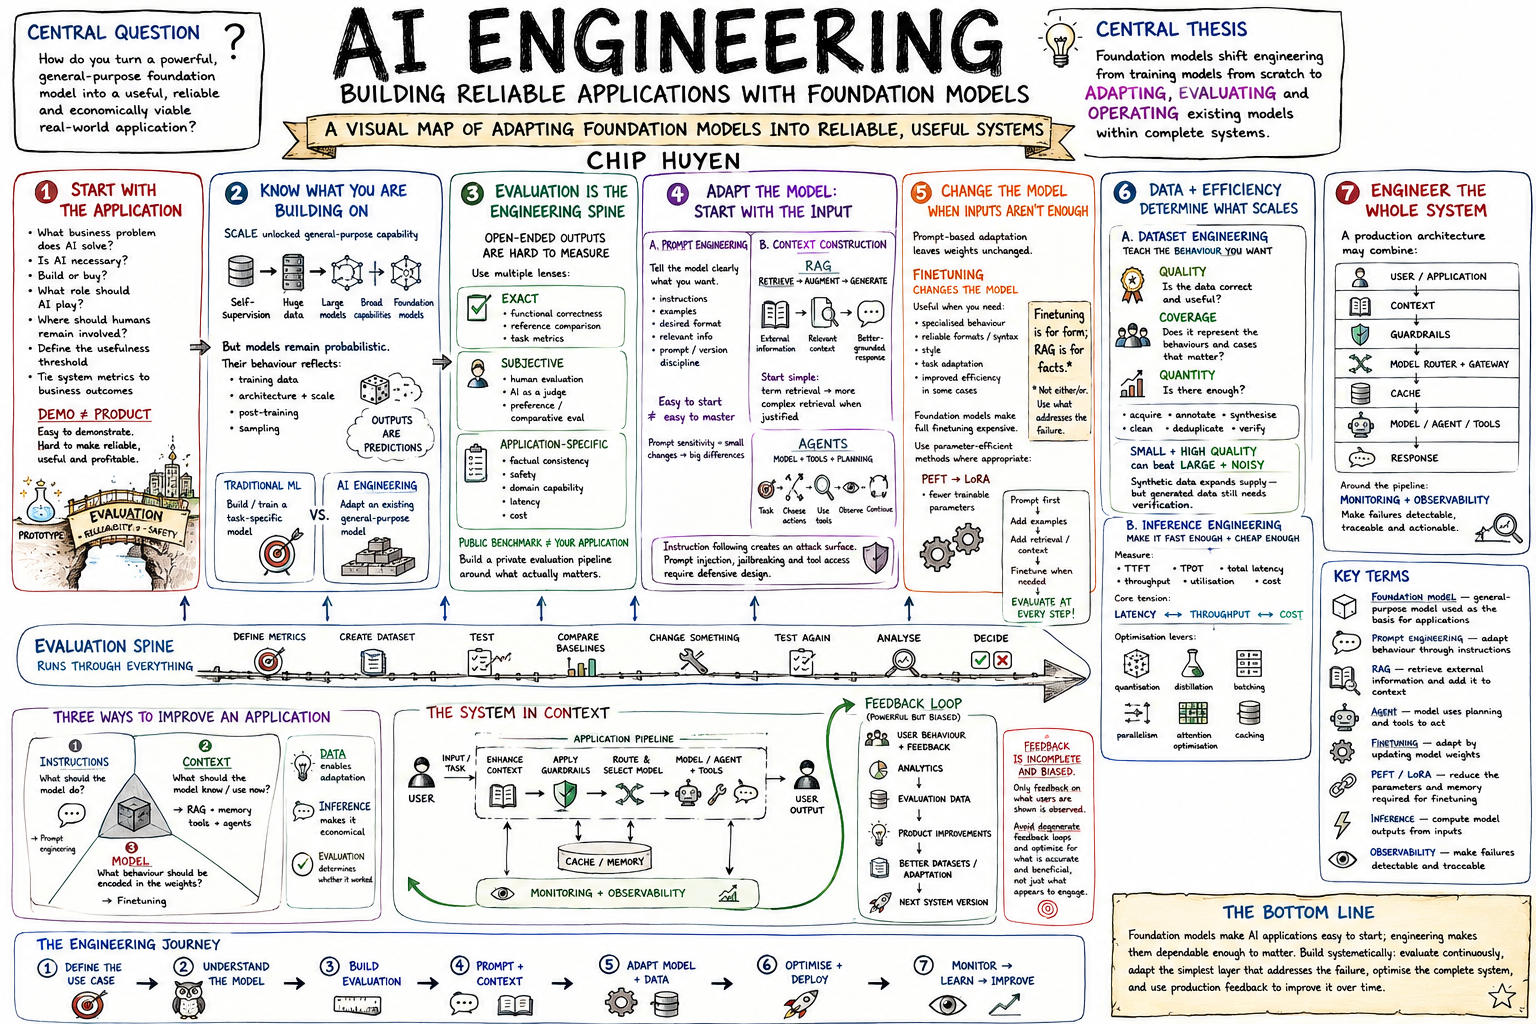 CENTRAL QUESTION
?
How do you turn a powerful,
general-purpose foundation
model into a useful, reliable
and economically viable
real-world application?
AI ENGINEERING
BUILDING RELIABLE APPLICATIONS WITH FOUNDATION MODELS
A VISUAL MAP OF ADAPTING FOUNDATION MODELS INTO RELIABLE, USEFUL SYSTEMS
CHIP HUYEN
CENTRAL THESIS
Foundation models shift engineering
from training models from scratch to
ADAPTING, EVALUATING and
OPERATING existing models
within complete systems.
1 START WITH
THE APPLICATION
• What business problem
does AI solve?
• Is AI necessary?
• Build or buy?
• What role should
AI play?
• Where should humans
remain involved?
• Define the usefulness
threshold
• Tie system metrics to
business outcomes
DEMO ≠ PRODUCT
Easy to demonstrate.
Hard to make reliable,
useful and profitable.
PROTOTYPE
EVALUATION
SAFETY
2 KNOW WHAT YOU ARE
BUILDING ON
SCALE unlocked general-purpose capability
Self-
Supervision
Huge
data
Large
models
Broad
capabilities
Foundation
models
But models remain probabilistic.
Their behaviour reflects:
• training data
• architecture + scale
• post-training
• sampling
OUTPUTS
ARE
PREDICTIONS
TRADITIONAL ML
Build / train a
task-specific
model
VS.
AI ENGINEERING
Adapt an existing
general-purpose
model
3 EVALUATION IS THE
ENGINEERING SPINE
OPEN-ENDED OUTPUTS
ARE HARD TO MEASURE
Use multiple lenses:
EXACT
• functional correctness
• reference comparison
• task metrics
SUBJECTIVE
• human evaluation
• AI as a judge
• preference /
comparative eval
APPLICATION-SPECIFIC
• factual consistency
• safety
• domain capability
• latency
• cost
PUBLIC BENCHMARK ≠ YOUR APPLICATION
Build a private evaluation pipeline
around what actually matters.
4 ADAPT THE MODEL:
START WITH THE INPUT
A. PROMPT ENGINEERING
Tell the model clearly
what you want.
• instructions
• examples
• desired format
• relevant info
• prompt / version
discipline
Easy to start
≠ easy to master
Prompt sensitivity = small
changes → big differences
B. CONTEXT CONSTRUCTION
RAG
RETRIEVE → AUGMENT → GENERATE
External
information
Relevant
context
Better-
grounded
response
Start simple:
term retrieval → more
complex retrieval when
justified
AGENTS
MODEL + TOOLS + PLANNING
Task
Choose
actions
Use
tools
Observe
Continue
Instruction following creates an attack surface.
Prompt injection, jailbreaking and tool access
require defensive design.
5 CHANGE THE MODEL
WHEN INPUTS AREN'T ENOUGH
Prompt-based adaptation
leaves weights unchanged.
FINETUNING
CHANGES THE MODEL
Useful when you need:
• specialised behaviour
• reliable formats / syntax
• style
• task adaptation
• improved efficiency
in some cases
Foundation models make
full finetuning expensive.
Use parameter-efficient
methods where appropriate:
PEFT → LoRA
• fewer trainable
parameters
Finetuning
is for form;
RAG is for
facts.*
* Not either/or.
Use what
addresses the
failure.
Prompt first
Add examples
Add retrieval /
context
Finetune when
needed
EVALUATE AT
EVERY STEP!
6 DATA + EFFICIENCY
DETERMINE WHAT SCALES
A. DATASET ENGINEERING
TEACH THE BEHAVIOUR YOU WANT
QUALITY
Is the data correct
and useful?
COVERAGE
Does it represent the
behaviours and cases
that matter?
QUANTITY
Is there enough?
• acquire • annotate • synthesise
• clean • deduplicate • verify
SMALL + HIGH QUALITY
can beat LARGE + NOISY
Synthetic data expands supply—
but generated data still needs
verification.
B. INFERENCE ENGINEERING
MAKE IT FAST ENOUGH + CHEAP ENOUGH
Measure:
• TTFT • TPOT • total latency
• throughput • utilisation • cost
Core tension:
LATENCY ↔ THROUGHPUT ↔ COST
Optimisation levers:
quantisation
distillation
batching
parallelism
attention
optimisation
caching
7 ENGINEER THE
WHOLE SYSTEM
A production architecture
may combine:
USER / APPLICATION
CONTEXT
GUARDRAILS
MODEL ROUTER + GATEWAY
CACHE
MODEL / AGENT / TOOLS
RESPONSE
Around the pipeline:
MONITORING + OBSERVABILITY
Make failures detectable,
traceable and actionable.
KEY TERMS
FOUNDATION MODEL — general-
purpose model used as the
basis for applications
PROMPT ENGINEERING — adapt
behaviour through instructions
RAG — retrieve external
information and add it to
context
AGENT — model uses planning
and tools to act
FINETUNING — adapt by
updating model weights
PEFT / LoRA — reduce the
parameters and memory
required for finetuning
INFERENCE — compute model
outputs from inputs
OBSERVABILITY — make failures
detectable and traccable
EVALUATION SPINE
RUNS THROUGH EVERYTHING
DEFINE METRICS
CREATE DATASET
TEST
COMPARE
BASELINES
CHANGE SOMETHING
TEST AGAIN
ANALYSE
DECIDE
THREE WAYS TO IMPROVE AN APPLICATION
1
INSTRUCTIONS
What should the
model do?
→ Prompt
engineering
2
CONTEXT
What should the
model know / use now?
→ RAG + memory
tools + agents
3
MODEL
What behaviour should be
encoded in the weights?
→ Finetuning
DATA
enables
adaptation
INFERENCE
makes it
economical
EVALUATION
determines
whether it worked
THE SYSTEM IN CONTEXT
APPLICATION PIPELINE
USER
INPUT /
TASK
ENHANCE
CONTEXT
APPLY
GUARDRAILS
ROUTE &
SELECT MODEL
MODEL / AGENT
+ TOOLS
USER
OUTPUT
CACHE / MEMORY
MONITORING + OBSERVABILITY
FEEDBACK LOOP
(POWERFUL BUT BIASED)
USER BEHAVIOUR
+ FEEDBACK
ANALYTICS
EVALUATION DATA
PRODUCT IMPROVEMENTS
BETTER DATASETS /
ADAPTATION
NEXT SYSTEM VERSION
FEEDBACK
IS INCOMPLETE
AND BIASED.
Only feedback on
what users are
shown is observed.
Avoid degenerate
feedback loops
and optimise for
what is accurate
and beneficial,
not just what
appears to engage.
THE ENGINEERING JOURNEY
1 DEFINE THE
USE CASE
2 UNDERSTAND
THE MODEL
3 BUILD
EVALUATION
4 PROMPT +
CONTEXT
5 ADAPT MODEL
+ DATA
6 OPTIMISE +
DEPLOY
7 MONITOR →
LEARN → IMPROVE
THE BOTTOM LINE
Foundation models make AI applications easy to start; engineering makes
them dependable enough to matter. Build systemetically: evaluate continuously,
adapt the simplest layer that addresses the failure, optimise the complete system,
and use production feedback to improve it over time.